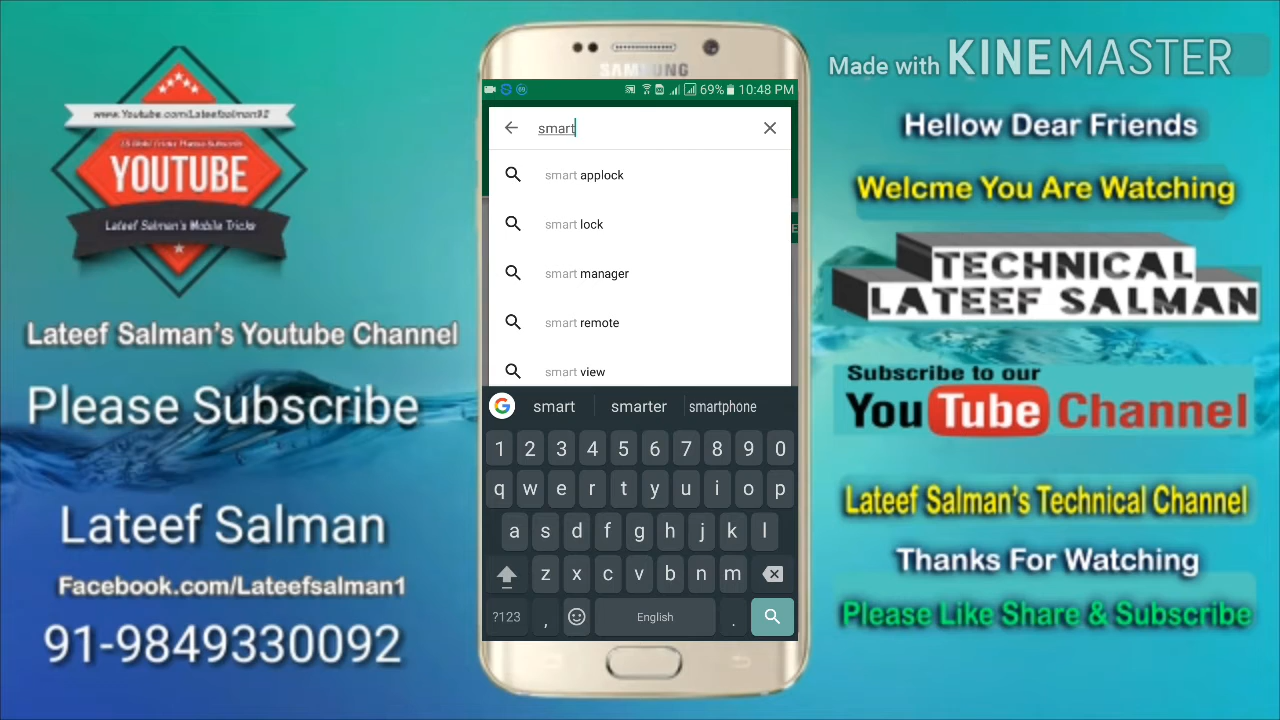 www.Youtube.com/Lateefsalman92
YOUTUBE
Lateef Salman's Mobile Tricks
Lateef Salman's Youtube Channel
Please Subscribe
Lateef Salman
Facebook.com/Lateefsalman1
91-9849330092
SAMSUNG
69% 10:48 PM
smart
smart applock
smart lock
smart manager
smart remote
smart view
G smart smarter smartphone
1 2 3 4 5 6 7 8 9 0
q w e r t y u i o p
a s d f g h j k l
z x c v b n m
?123 , English .
Made with KINEMASTER
Hellow Dear Friends
Welcme You Are Watching
TECHNICAL
LATEEF SALMAN
Subscribe to our
YouTube Channel
Lateef Salman's Technical Channel
Thanks For Watching
Please Like Share & Subscribe